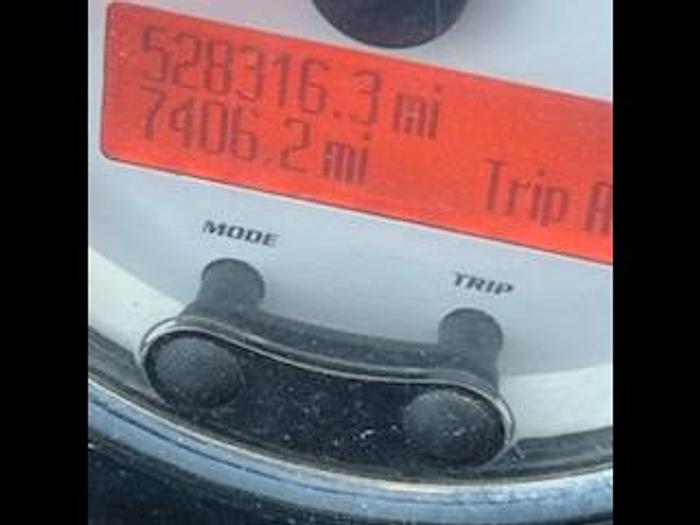 528316.3 mi
7406.2 mi Trip A
MODE
TRIP